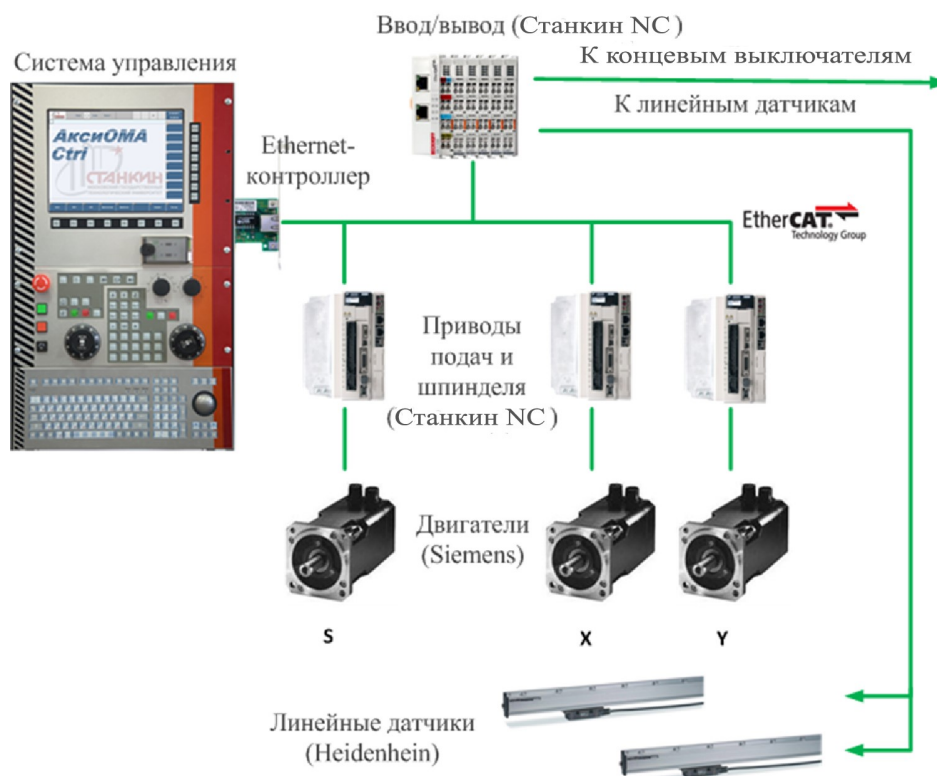 Ввод/вывод (Станкин NC)
К концевым выключателям
Система управления
К линейным датчикам
АксиОМА
Ctrl
СТАНКИН
Ethernet-
контроллер
EtherCAT.
Technology Group
Приводы
подач и
шпинделя
(Станкин NC)
Двигатели
(Siemens)
S
X
Y
Линейные датчики
(Heidenhein)